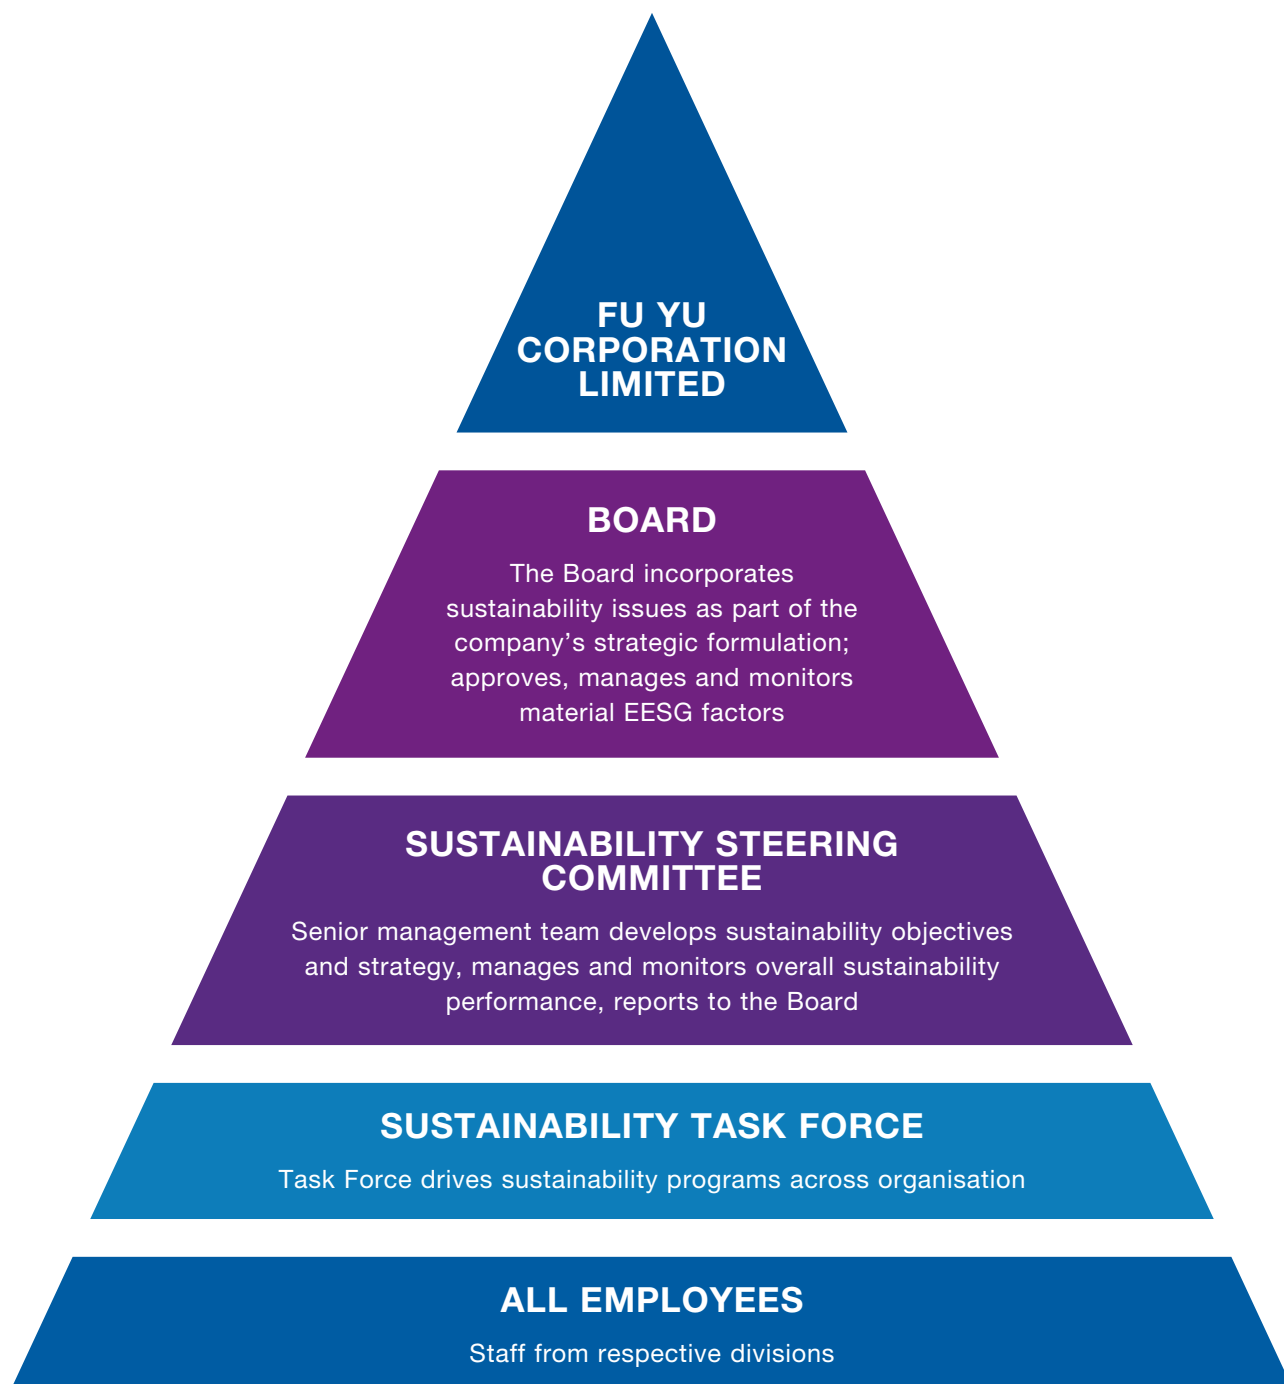 FU YU
CORPORATION
LIMITED
BOARD
The Board incorporates
sustainability issues as part of the
company’s strategic formulation;
approves, manages and monitors
material EESG factors
SUSTAINABILITY STEERING
COMMITTEE
Senior management team develops sustainability objectives
and strategy, manages and monitors overall sustainability
performance, reports to the Board
SUSTAINABILITY TASK FORCE
Task Force drives sustainability programs across organisation
ALL EMPLOYEES
Staff from respective divisions